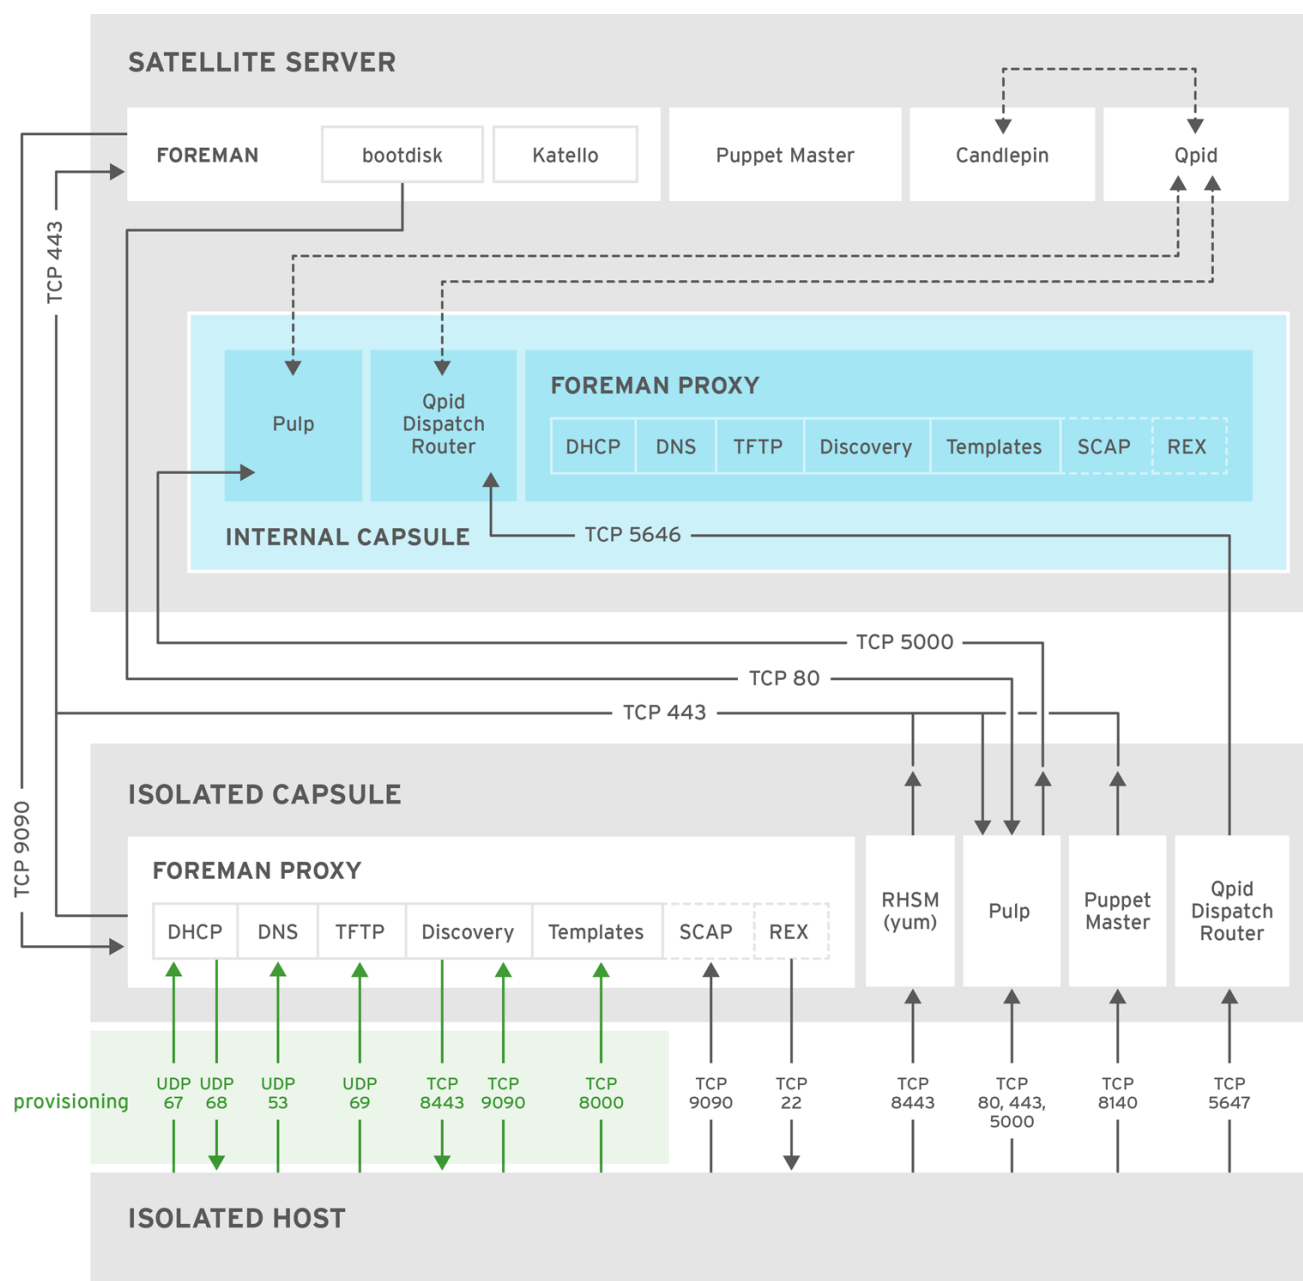 SATELLITE SERVER
FOREMAN
bootdisk
Katello
Puppet Master
Candlepin
Qpid
TCP 443
Pulp
Qpid
Dispatch
Router
FOREMAN PROXY
DHCP
DNS
TFTP
Discovery
Templates
SCAP
REX
INTERNAL CAPSULE
TCP 5646
TCP 5000
TCP 80
TCP 443
TCP 9090
ISOLATED CAPSULE
FOREMAN PROXY
DHCP
DNS
TFTP
Discovery
Templates
SCAP
REX
RHSM
(yum)
Pulp
Puppet
Master
Qpid
Dispatch
Router
provisioning
UDP
67
UDP
68
UDP
53
UDP
69
TCP
8443
TCP
9090
TCP
8000
TCP
9090
TCP
22
TCP
8443
TCP
80, 443,
5000
TCP
8140
TCP
5647
ISOLATED HOST